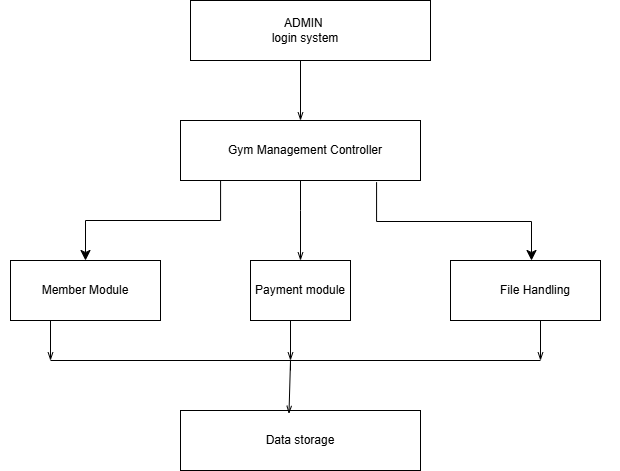 ADMIN
login system
Gym Management Controller
Member Module
Payment module
File Handling
Data storage